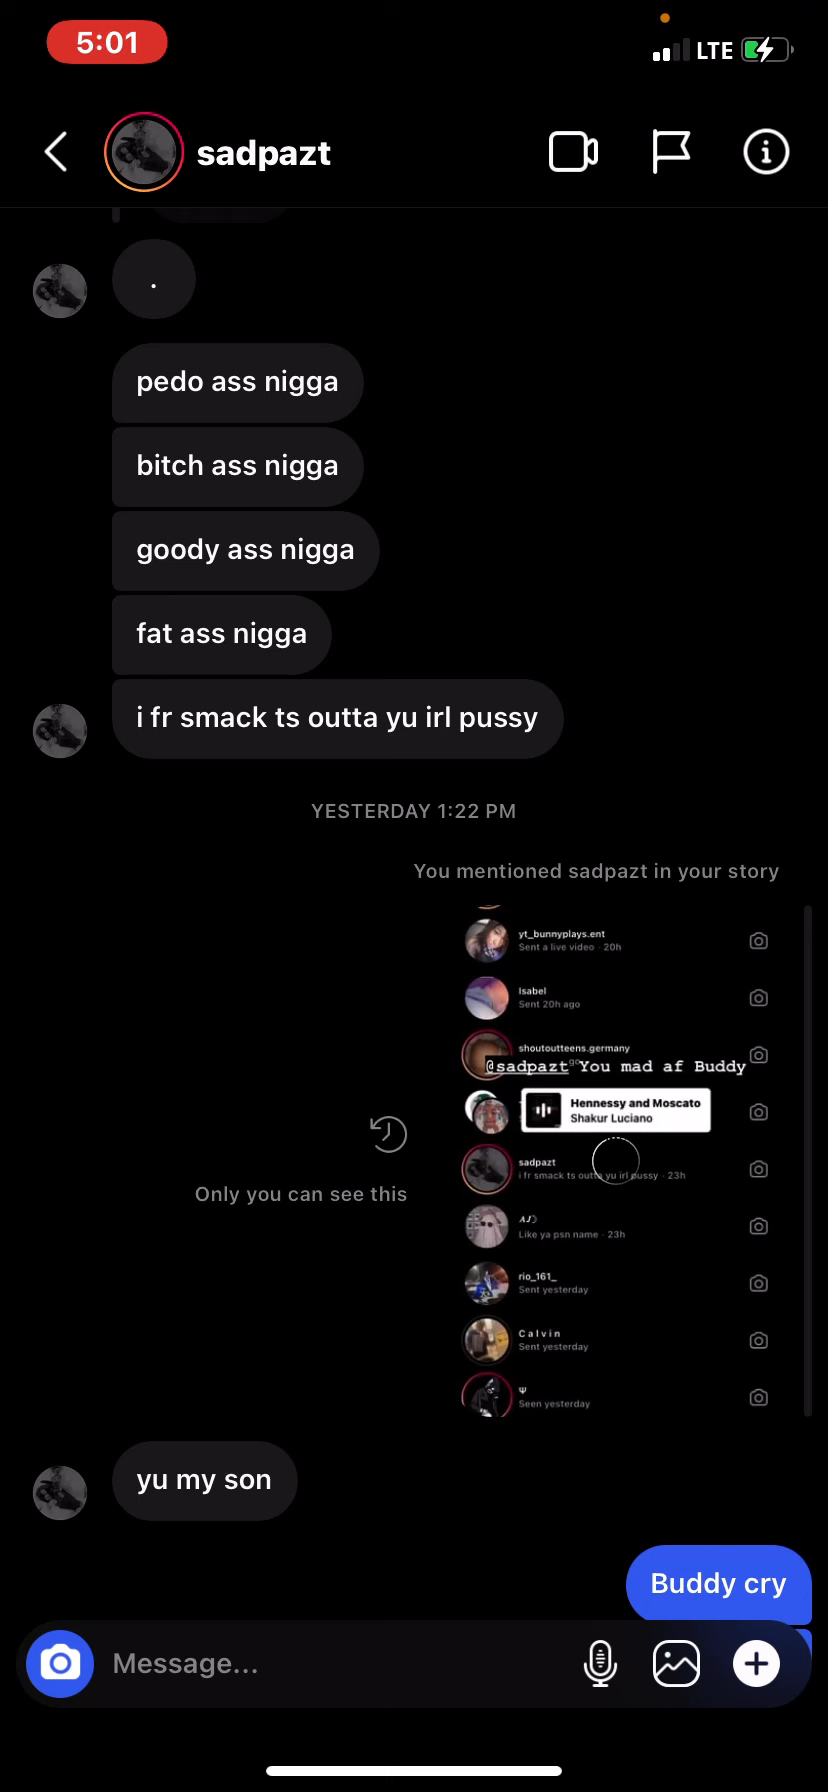 5:01
LTE
sadpazt
.
pedo ass nigga
bitch ass nigga
goody ass nigga
fat ass nigga
i fr smack ts outta yu irl pussy
YESTERDAY 1:22 PM
You mentioned sadpazt in your story
yt_bunnyplays.ent
Sent a live video · 20h
Isabel
Sent 20h ago
shoutoutteens.germany
@sadpazt You mad af Buddy
Hennessy and Moscato
Shakur Luciano
sadpazt
i fr smack ts outta yu irl pussy · 23h
Only you can see this
AJ☽
Like ya psn name · 23h
rio_161_
Sent yesterday
Calvin
Sent yesterday
Ψ
Seen yesterday
yu my son
Buddy cry
Message...